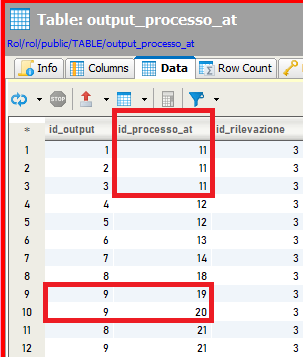 Table: output_processo_at
Rol/rol/public/TABLE/output_processo_at
Info Columns Data Row Count
STOP
* id_output id_processo_at id_rilevazione
1 1 11 3
2 2 11 3
3 3 11 3
4 4 12 3
5 5 12 3
6 6 13 3
7 7 14 3
8 8 18 3
9 9 19 3
10 9 20 3
11 8 21 3
12 9 21 3